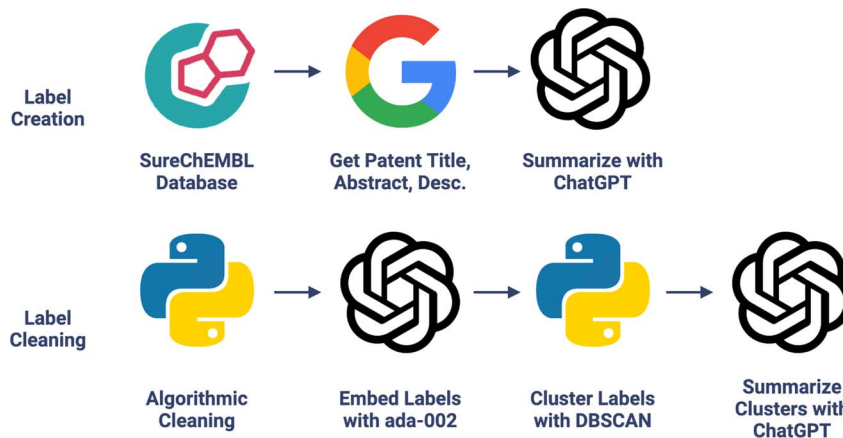 Label
Creation
SureChEMBL
Database
Get Patent Title,
Abstract, Desc.
Summarize with
ChatGPT
Label
Cleaning
Algorithmic
Cleaning
Embed Labels
with ada-002
Cluster Labels
with DBSCAN
Summarize
Clusters with
ChatGPT